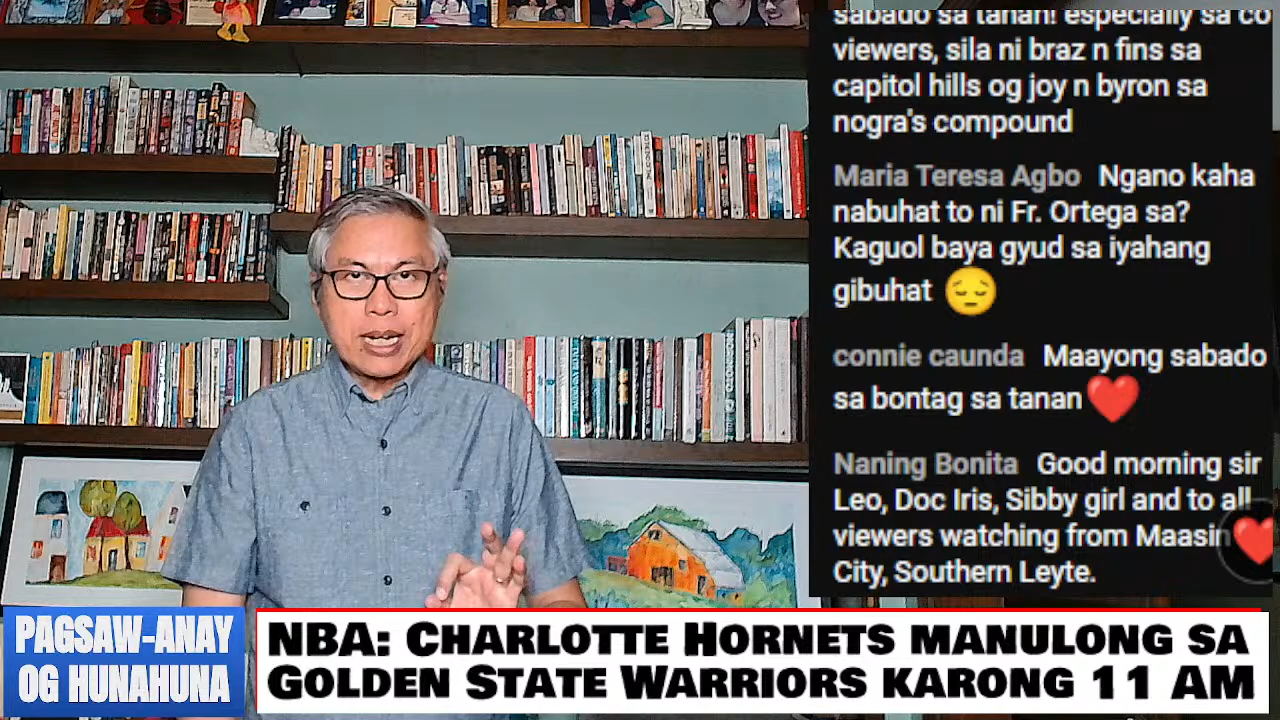 sabado sa tanan! especially sa co
viewers, sila ni braz n fins sa
capitol hills og joy n byron sa
nogra's compound
Maria Teresa Agbo Ngano kaha
nabuhat to ni Fr. Ortega sa?
Kaguol baya gyud sa iyahang
gibuhat 😔
connie caunda Maayong sabado
sa bontag sa tanan❤️
Naning Bonita Good morning sir
Leo, Doc Iris, Sibby girl and to all
viewers watching from Maasin
City, Southern Leyte.
PAGSAW-ANAY
OG HUNAHUNA
NBA: CHARLOTTE HORNETS MANULONG SA
GOLDEN STATE WARRIORS KARONG 11 AM